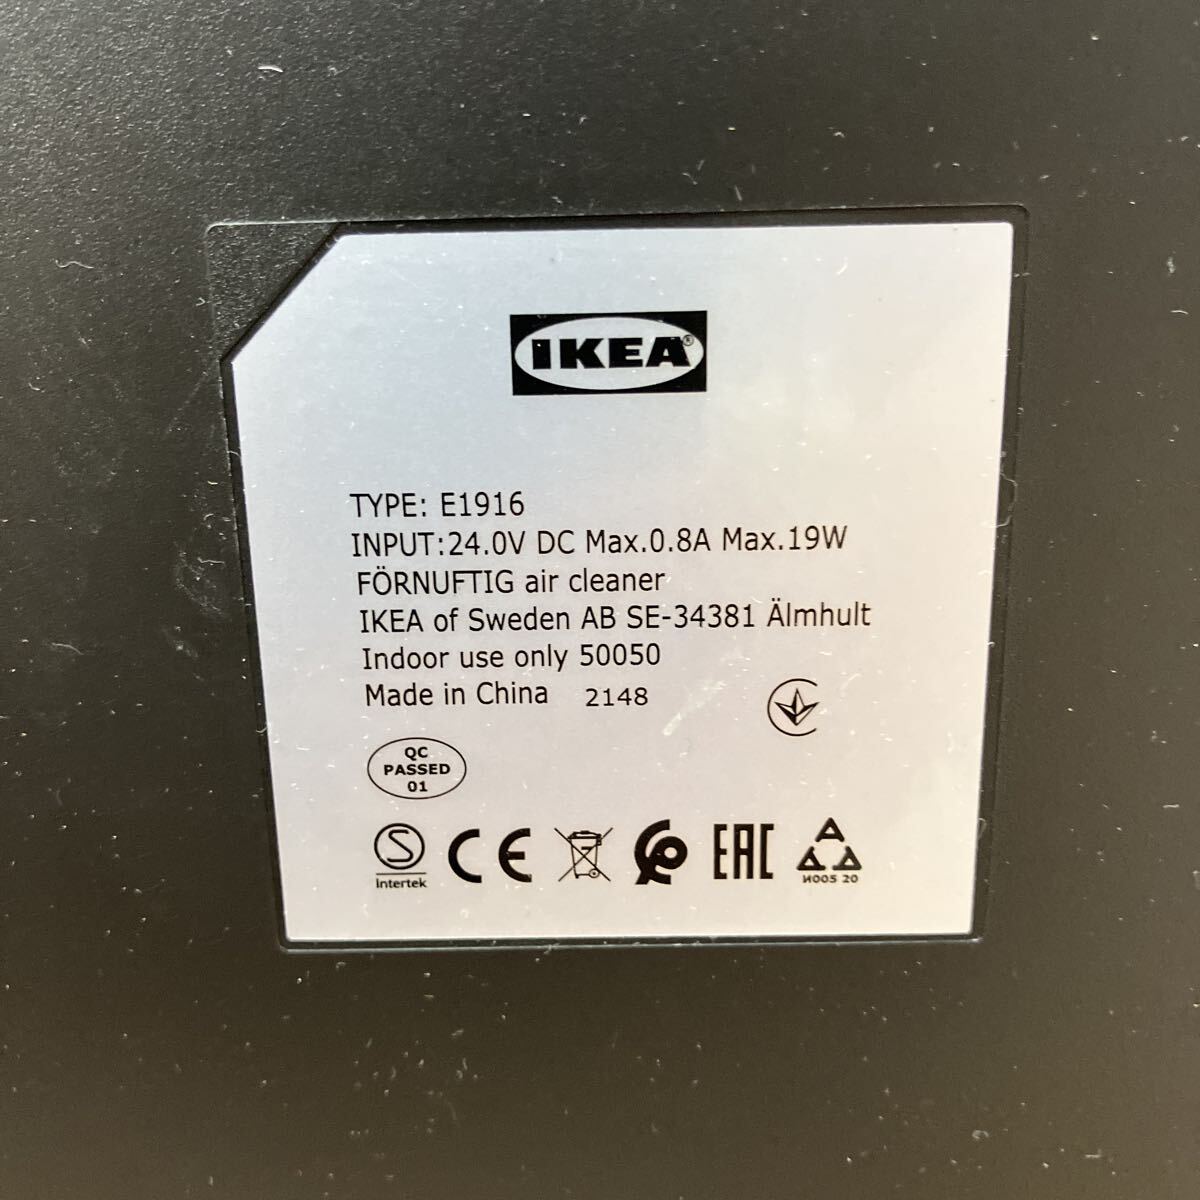 IKEA®
TYPE: E1916
INPUT:24.0V DC Max.0.8A Max.19W
FÖRNUFTIG air cleaner
IKEA of Sweden AB SE-34381 Älmhult
Indoor use only 50050
Made in China 2148
QC
PASSED
01
S
Intertek
CE
EAC
ИOO5 20